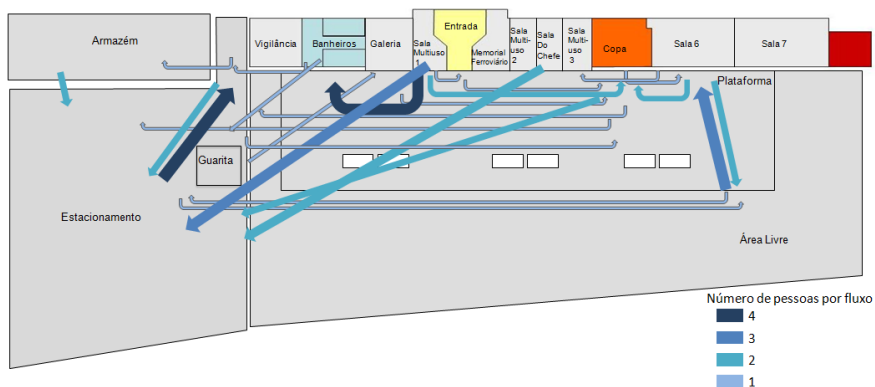 Armazém
Vigilância
Banheiros
Galeria
Sala
Multiuso
1
Entrada
Memorial
Ferroviário
Sala
Multi-
uso
2
Sala
Do
Chefe
Sala
Multi-
uso
3
Copa
Sala 6
Sala 7
Plataforma
Guarita
Estacionamento
Área Livre
Número de pessoas por fluxo
4
3
2
1